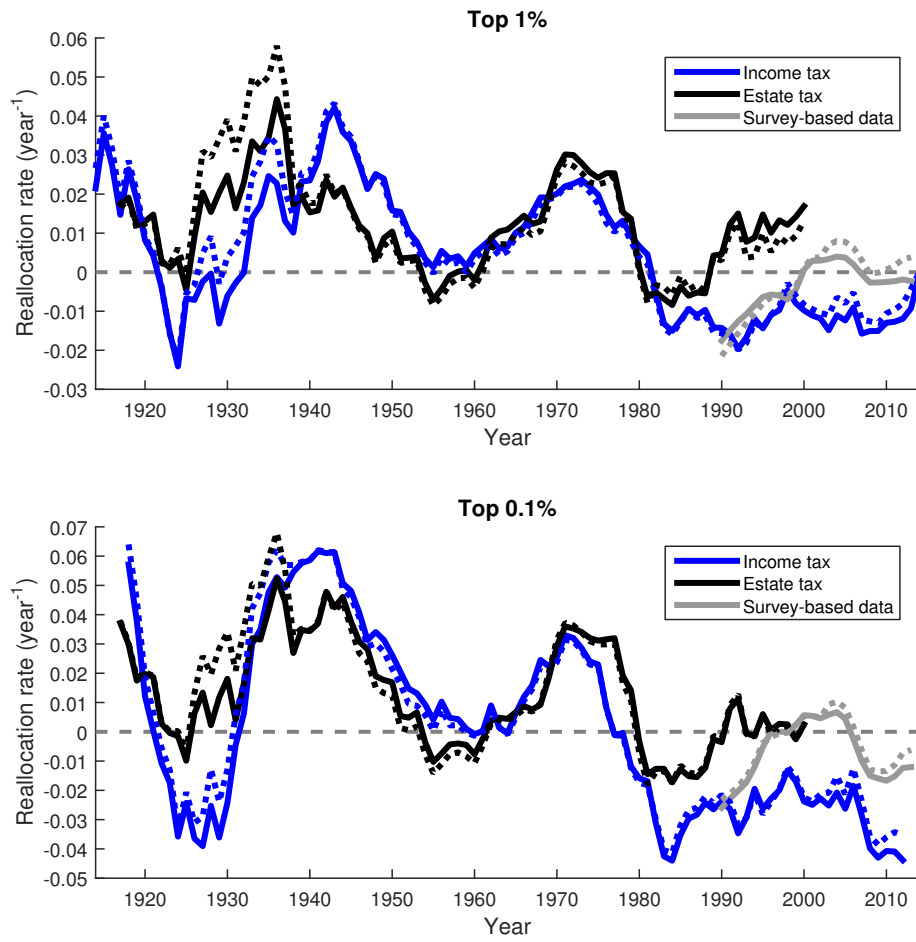 Top 1%
Reallocation rate (year⁻¹)
0.06
0.05
0.04
0.03
0.02
0.01
0
-0.01
-0.02
-0.03
Income tax
Estate tax
Survey-based data
1920 1930 1940 1950 1960 1970 1980 1990 2000 2010
Year
Top 0.1%
Reallocation rate (year⁻¹)
0.07
0.06
0.05
0.04
0.03
0.02
0.01
0
-0.01
-0.02
-0.03
-0.04
-0.05
Income tax
Estate tax
Survey-based data
1920 1930 1940 1950 1960 1970 1980 1990 2000 2010
Year